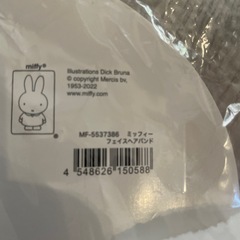 miffy®
Illustrations Dick Bruna
© copyright Mercis bv,
1953-2022
www.miffy.com
MF-5537386 ミッフィー
フェイスヘアバンド
4 548626 150586